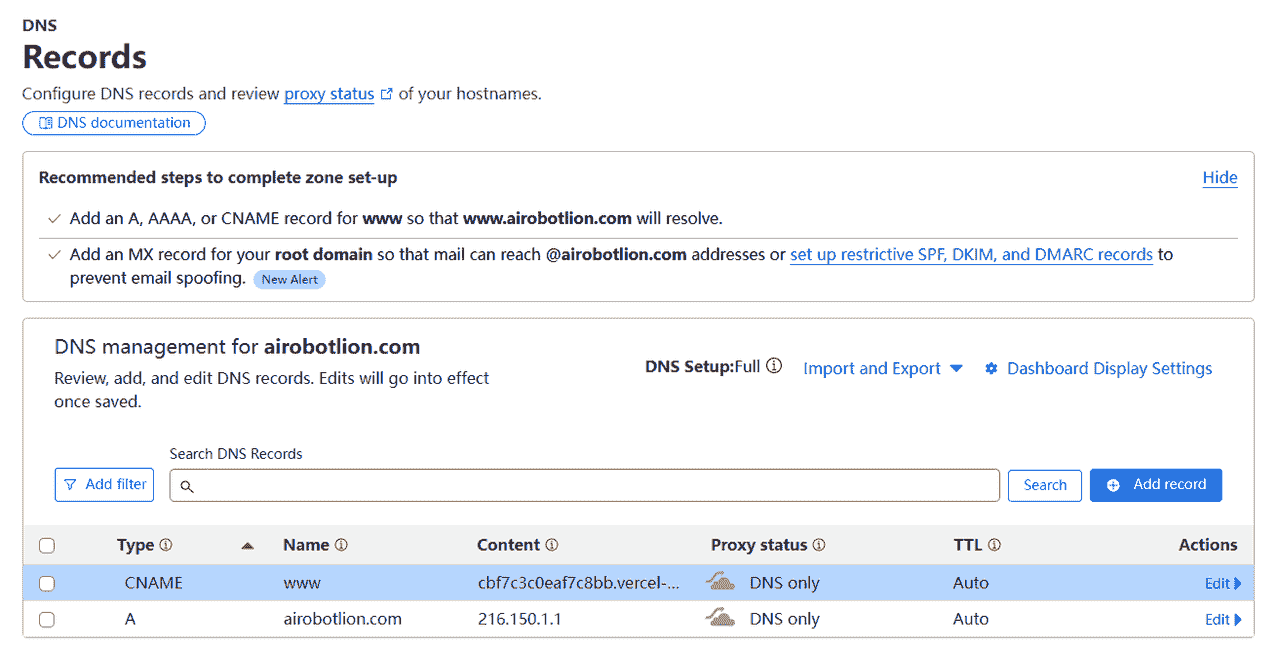 DNS
Records
Configure DNS records and review proxy status of your hostnames.
DNS documentation
Recommended steps to complete zone set-up
Hide
Add an A, AAAA, or CNAME record for www so that www.airobotlion.com will resolve.
Add an MX record for your root domain so that mail can reach @airobotlion.com addresses or set up restrictive SPF, DKIM, and DMARC records to
prevent email spoofing. New Alert
DNS management for airobotlion.com
Review, add, and edit DNS records. Edits will go into effect
once saved.
DNS Setup:Full Import and Export Dashboard Display Settings
Search DNS Records
Add filter Search Add record
Type Name Content Proxy status TTL Actions
CNAME www cbf7c3c0eaf7c8bb.vercel-... DNS only Auto Edit
A airobotlion.com 216.150.1.1 DNS only Auto Edit